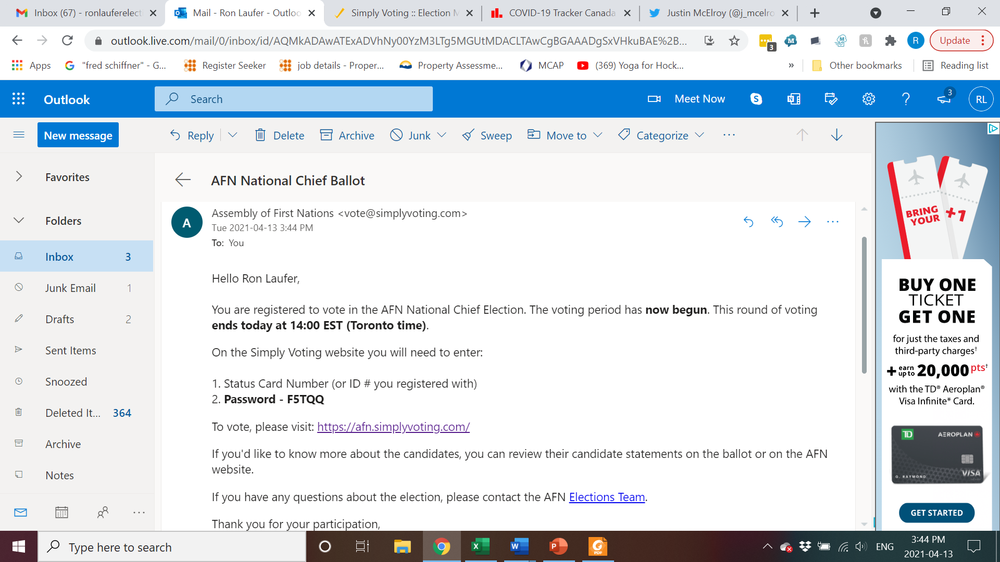 Inbox (67) - ronlauferelect
Mail - Ron Laufer - Outloo
Simply Voting :: Election M
COVID-19 Tracker Canada
Justin McElroy (@j_mcelro
outlook.live.com/mail/0/inbox/id/AQMkADAwATExADVhNy00YzM3LTg5MGUtMDACLTAwCgBGAAADgSxVHkuBAE%2B...
3
M
h
R
Update
Apps
G "fred schiffner" - G...
Register Seeker
job details - Proper...
Property Assessme...
MCAP
(369) Yoga for Hock...
»
Other bookmarks
Reading list
Outlook
Search
Meet Now
S
N
?
3
RL
New message
Reply
Delete
Archive
Junk
Sweep
Move to
Categorize
...
Favorites
Folders
Inbox 3
Junk Email 1
Drafts 2
Sent Items
Snoozed
Deleted It... 364
Archive
Notes
...
AFN National Chief Ballot
A
Assembly of First Nations <vote@simplyvoting.com>
Tue 2021-04-13 3:44 PM
To: You
...
Hello Ron Laufer,
You are registered to vote in the AFN National Chief Election. The voting period has now begun. This round of voting
ends today at 14:00 EST (Toronto time).
On the Simply Voting website you will need to enter:
1. Status Card Number (or ID # you registered with)
2. Password - F5TQQ
To vote, please visit: https://afn.simplyvoting.com/
If you'd like to know more about the candidates, you can review their candidate statements on the ballot or on the AFN
website.
If you have any questions about the election, please contact the AFN Elections Team.
Thank you for your participation,
BRING
YOUR +1
BUY ONE
TICKET
GET ONE
for just the taxes and
third-party charges†
+ earn up to 20,000 pts†
with the TD® Aeroplan®
Visa Infinite* Card.
TD
AEROPLAN
G. RAYMOND
VISA
GET STARTED
Type here to search
X
W
P
PDF
ENG
3:44 PM
2021-04-13